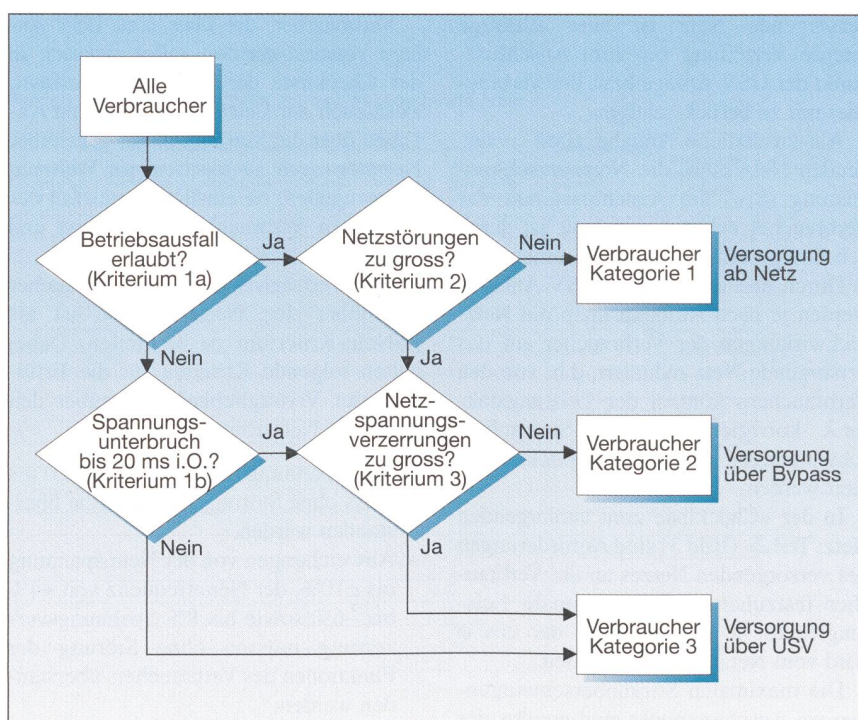 Alle
Verbraucher
Betriebsausfall
erlaubt?
(Kriterium 1a)
Ja
Netzstörungen
zu gross?
(Kriterium 2)
Nein
Verbraucher
Kategorie 1
Versorgung
ab Netz
Nein
Ja
Spannungs-
unterbruch
bis 20 ms i.O.?
(Kriterium 1b)
Ja
Netz-
spannungs-
verzerrungen
zu gross?
(Kriterium 3)
Nein
Verbraucher
Kategorie 2
Versorgung
über Bypass
Nein
Ja
Verbraucher
Kategorie 3
Versorgung
über USV